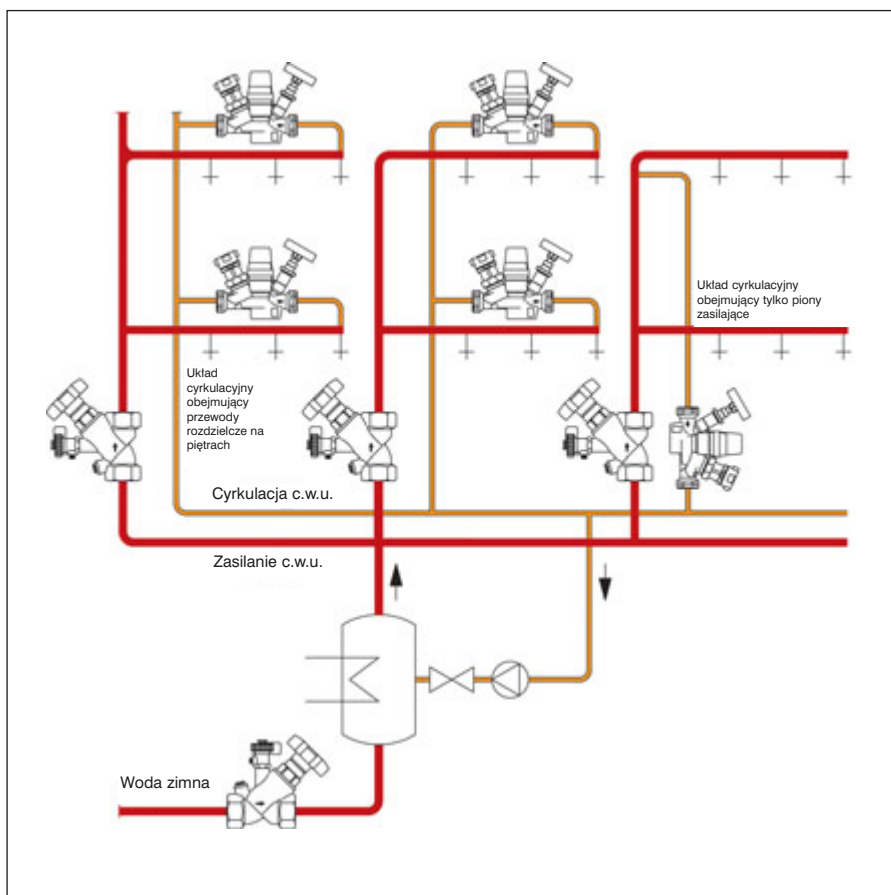 Układ cyrkulacyjny
obejmujący tylko piony
zasilające
Układ
cyrkulacyjny
obejmujący
przewody
rozdzielcze na
piętrach
Cyrkulacja c.w.u.
Zasilanie c.w.u.
Woda zimna